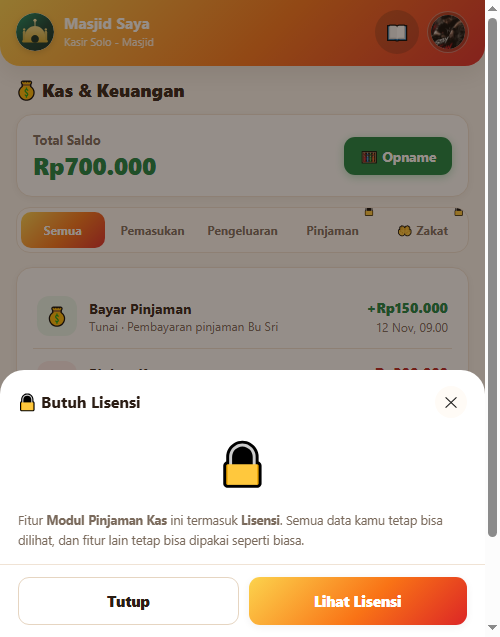 Masjid Saya
Kasir Solo - Masjid
Kas & Keuangan
Total Saldo
Rp700.000
Opname
Semua
Pemasukan
Pengeluaran
Pinjaman
Zakat
Bayar Pinjaman
+Rp150.000
Tunai · Pembayaran pinjaman Bu Sri
12 Nov, 09.00
Butuh Lisensi
Fitur Modul Pinjaman Kas ini termasuk Lisensi. Semua data kamu tetap bisa
dilihat, dan fitur lain tetap bisa dipakai seperti biasa.
Tutup
Lihat Lisensi